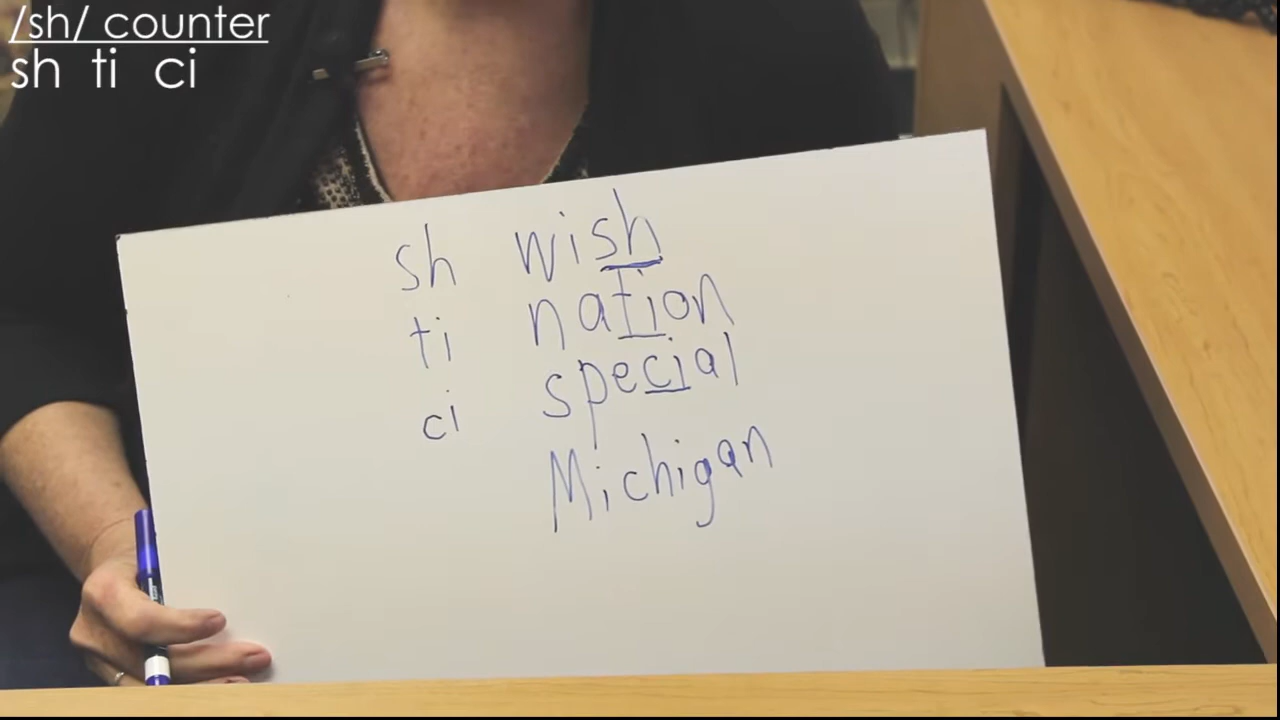 /sh/ counter
sh ti ci
sh wish
ti nation
ci special
Michigan